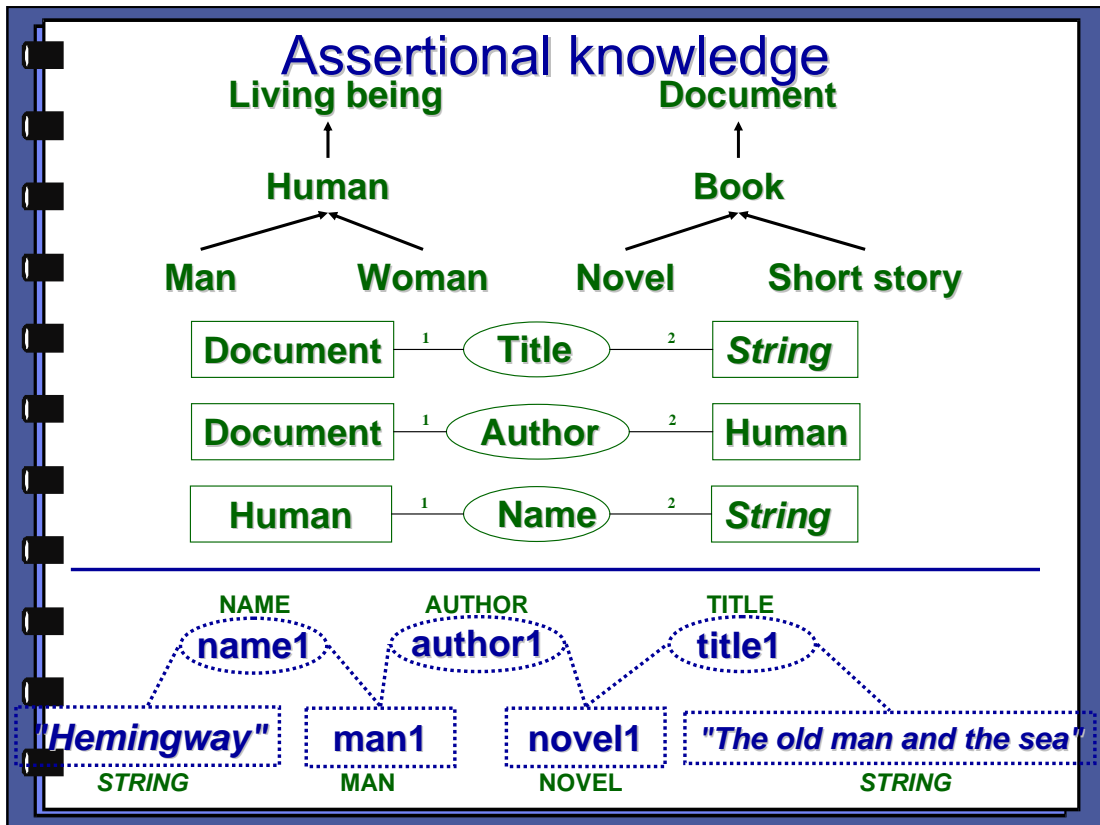 Assertional knowledge
Living being Document
Human Book
Man Woman Novel Short story
Document 1 Title 2 String
Document 1 Author 2 Human
Human 1 Name 2 String
NAME AUTHOR TITLE
name1 author1 title1
"Hemingway" man1 novel1 "The old man and the sea"
STRING MAN NOVEL STRING